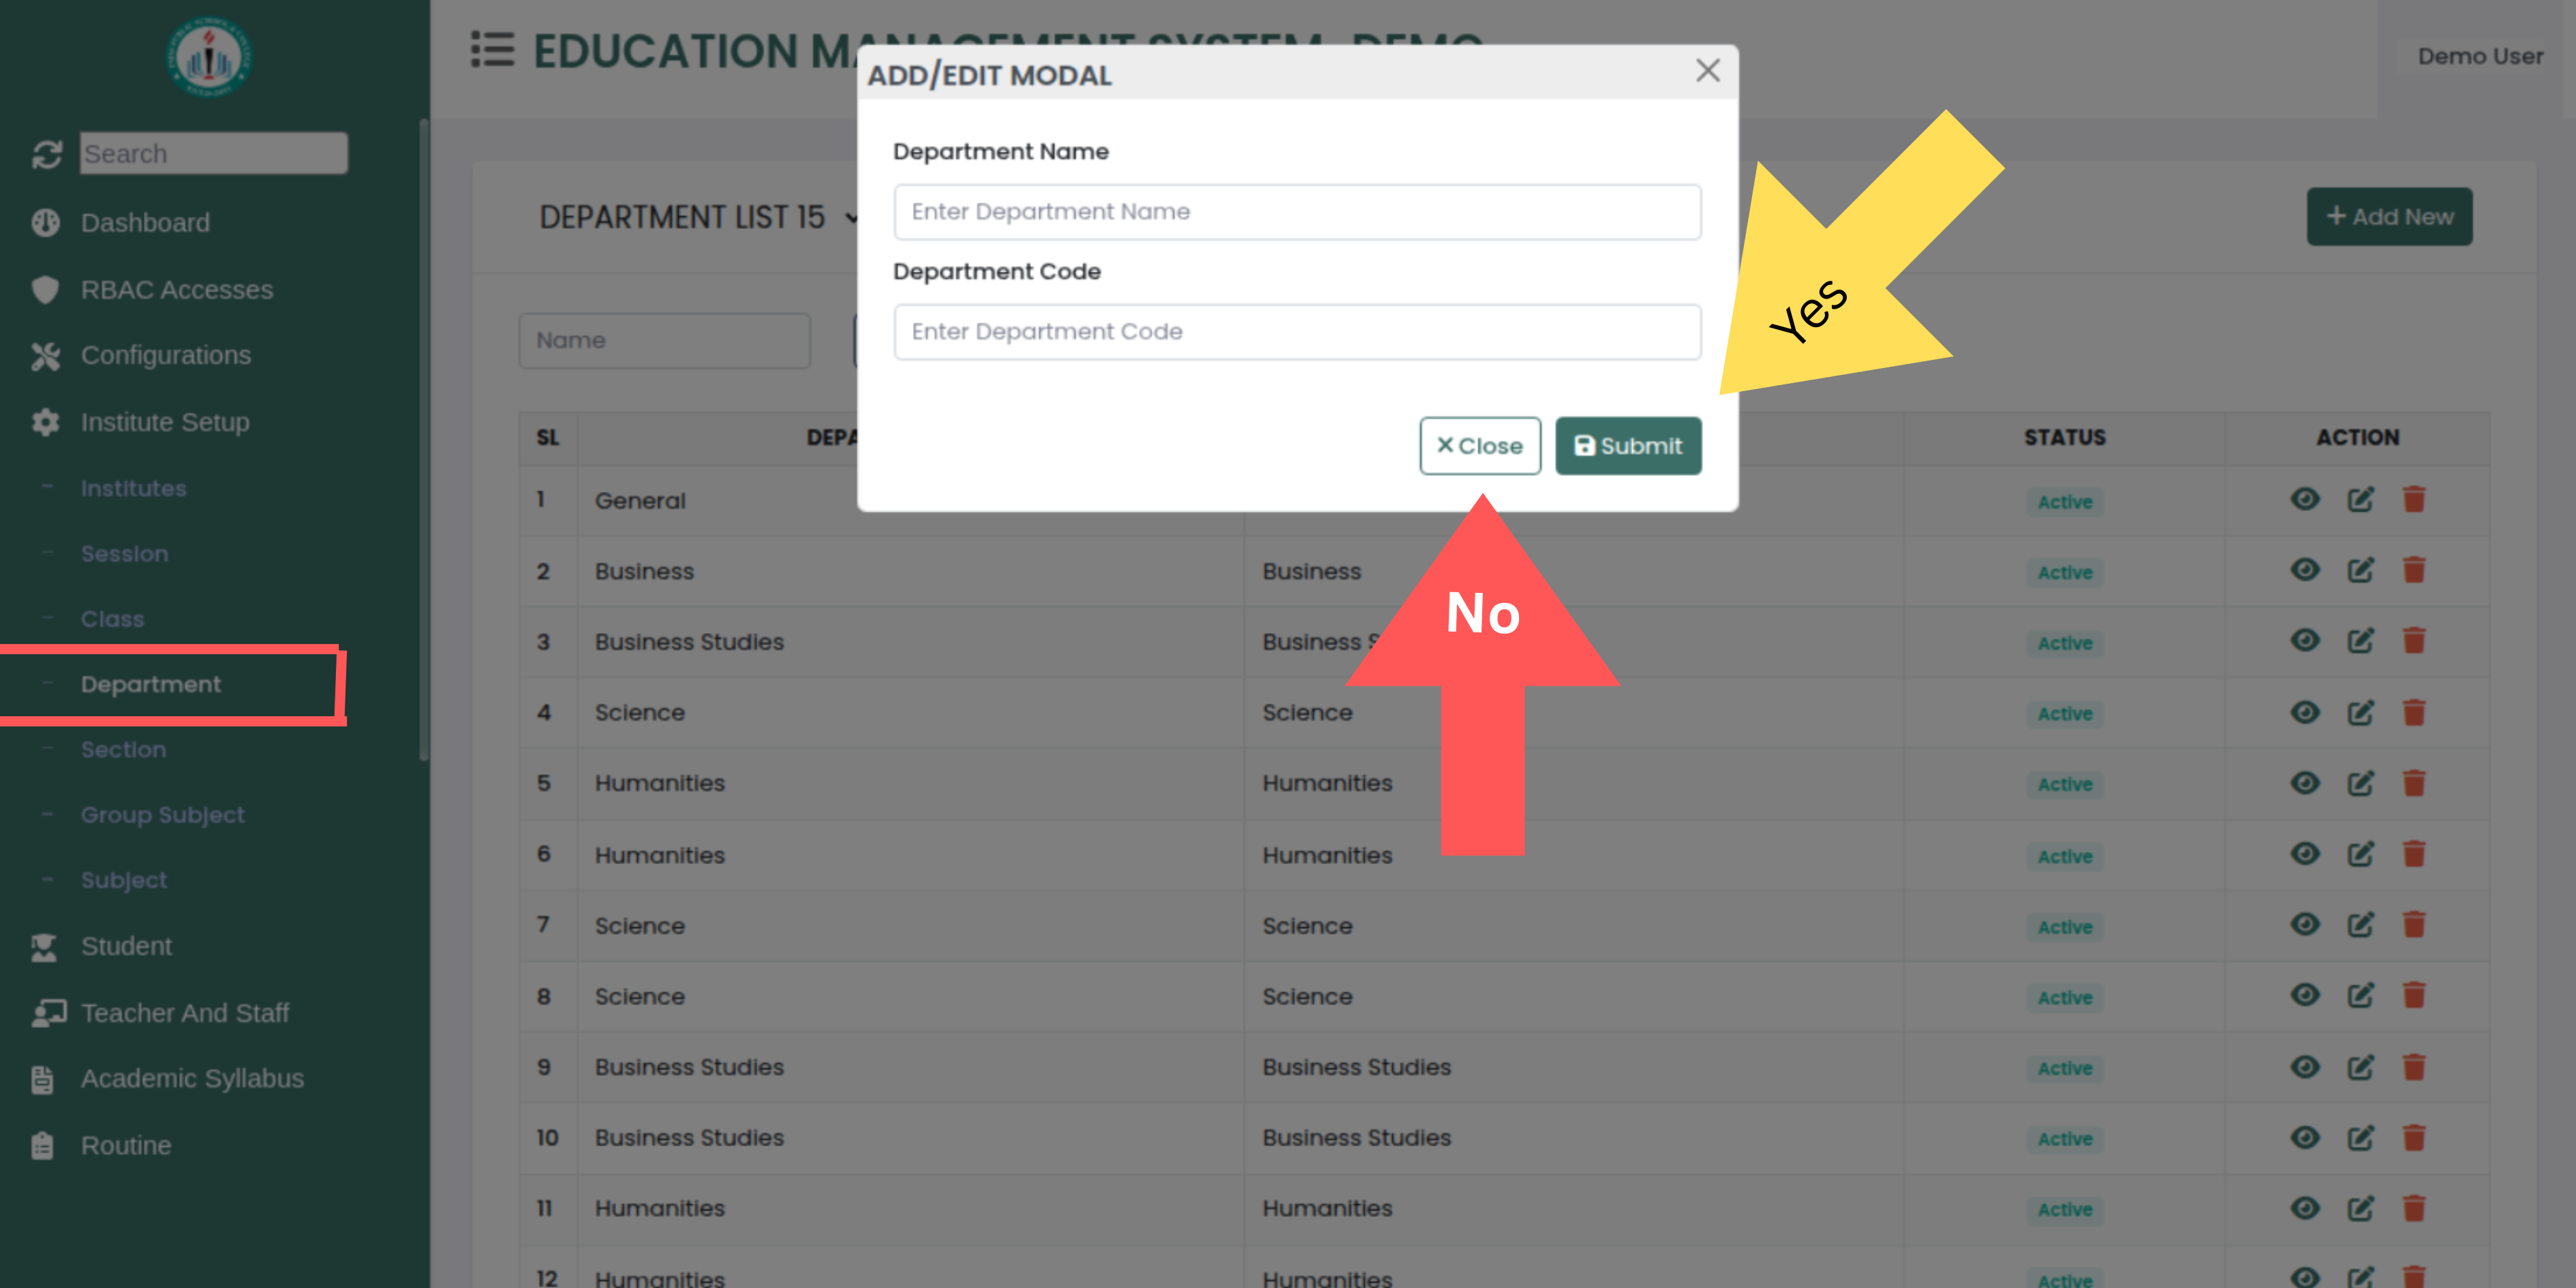 EDUCATION MANAGEMENT SYSTEM-DEMO
Demo User
ADD/EDIT MODAL
Department Name
Enter Department Name
Department Code
Enter Department Code
Close
Submit
Yes
No
Search
Dashboard
RBAC Accesses
Configurations
Institute Setup
Institutes
Session
Class
Department
Section
Group Subject
Subject
Student
Teacher And Staff
Academic Syllabus
Routine
DEPARTMENT LIST 15
+ Add New
Name
SL DEPA STATUS ACTION
1 General Active
2 Business Business Active
3 Business Studies Business S Active
4 Science Science Active
5 Humanities Humanities Active
6 Humanities Humanities Active
7 Science Science Active
8 Science Science Active
9 Business Studies Business Studies Active
10 Business Studies Business Studies Active
11 Humanities Humanities Active
12 Humanities Humanities Active